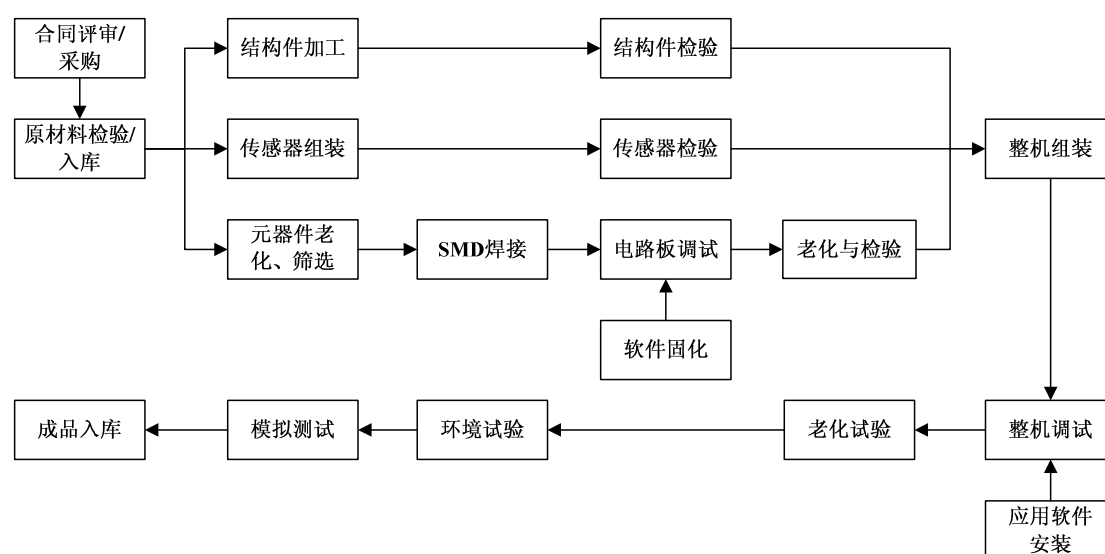 合同评审/
采购
结构件加工
结构件检验
原材料检验/
入库
传感器组装
传感器检验
整机组装
元器件老
化、筛选
SMD焊接
电路板调试
老化与检验
软件固化
成品入库
模拟测试
环境试验
老化试验
整机调试
应用软件
安装